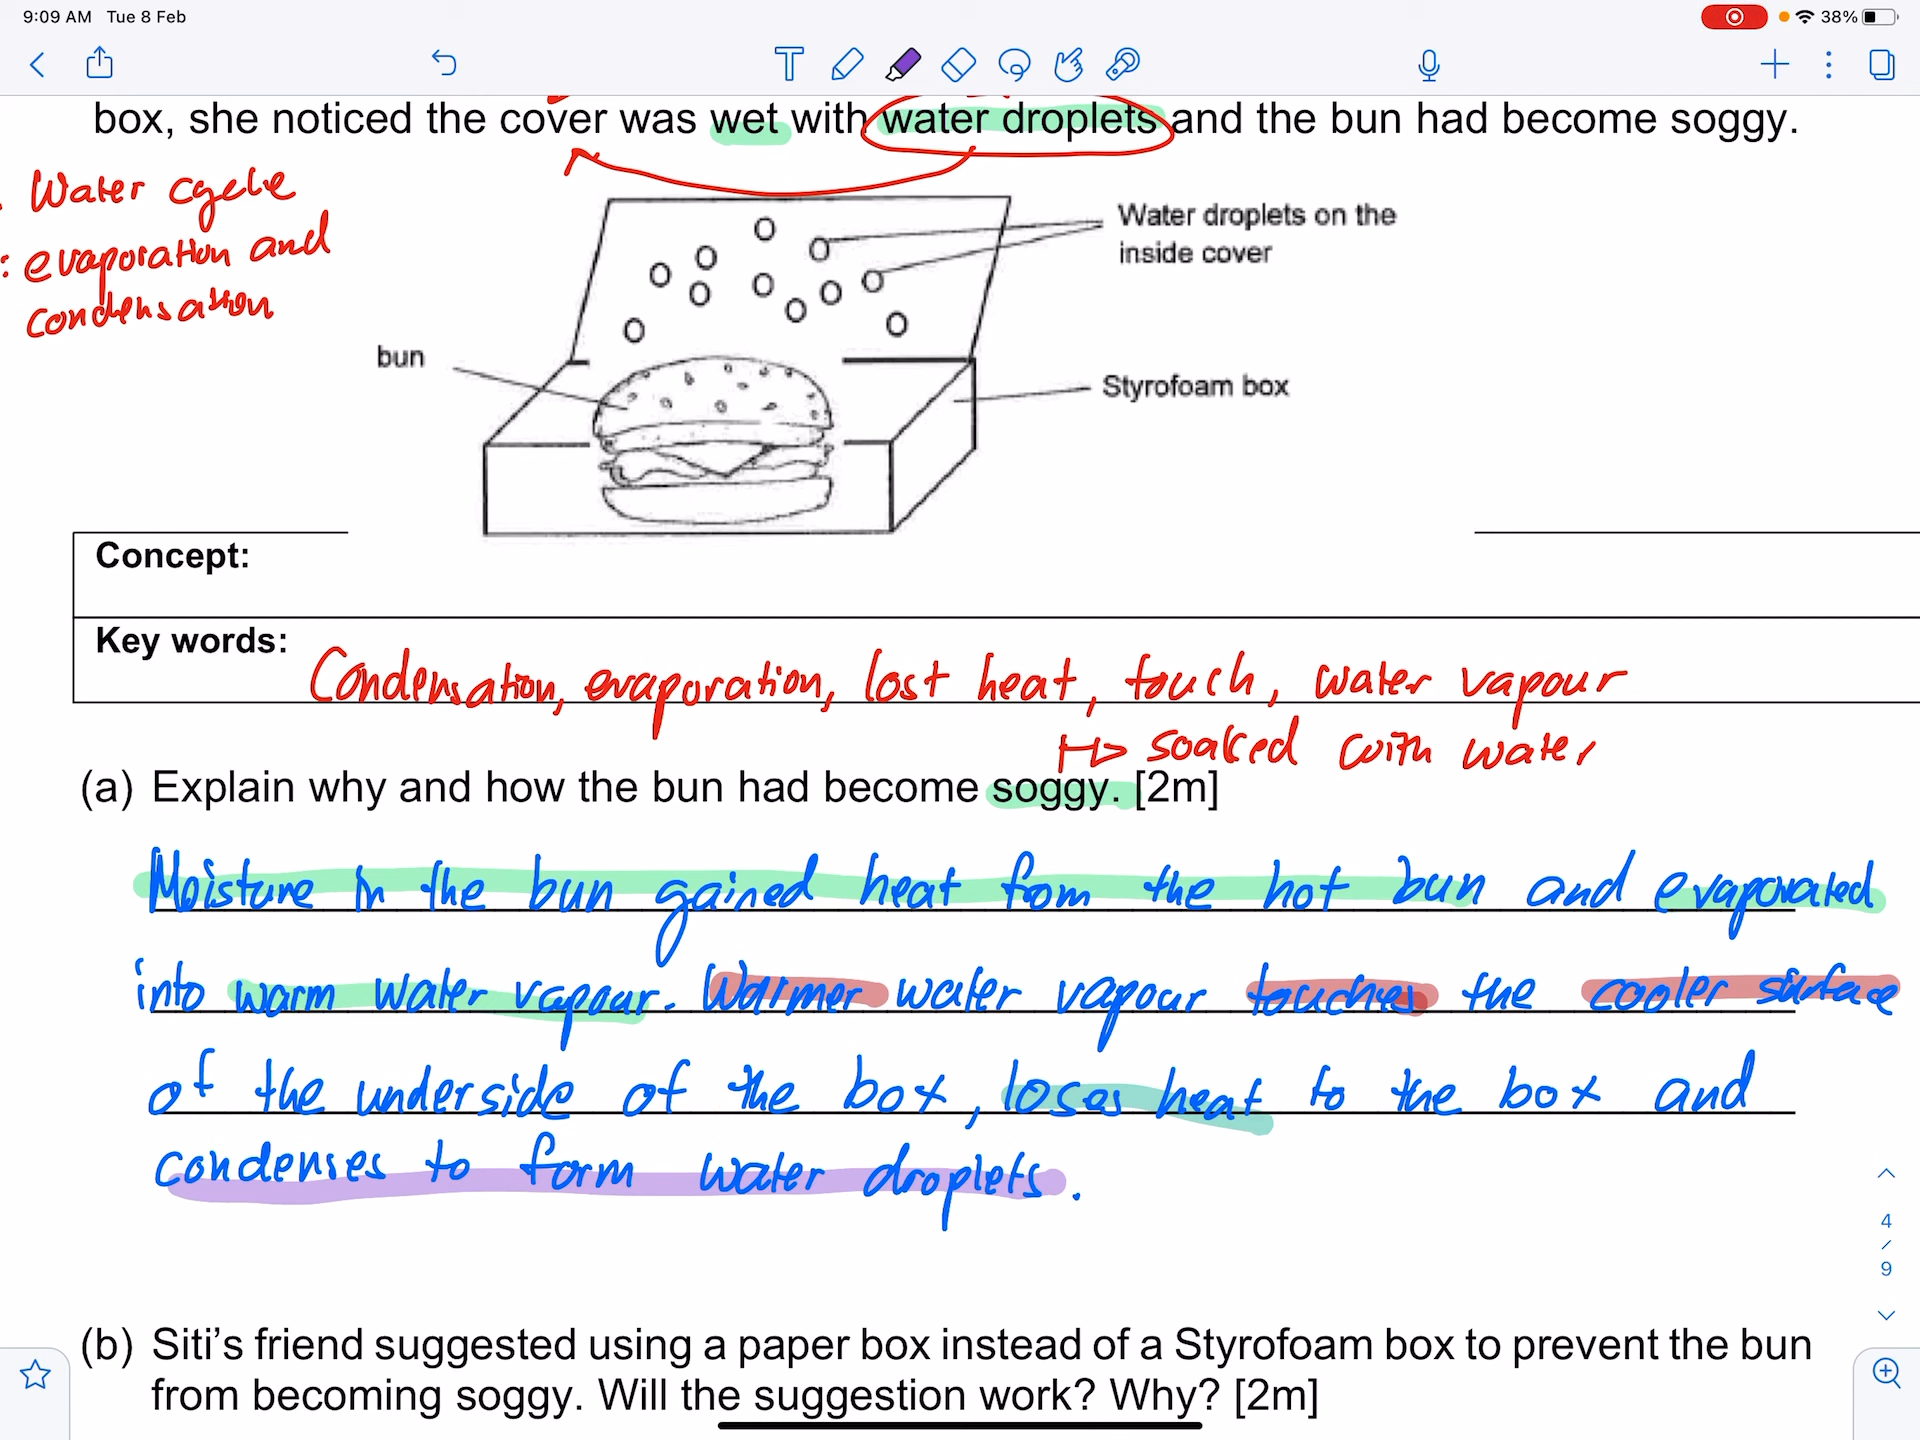 9:09 AM Tue 8 Feb
38%
box, she noticed the cover was wet with water droplets and the bun had become soggy.
Water cycle
: evaporation and
condensation
Water droplets on the
inside cover
bun
Styrofoam box
Concept:
Key words:
Condensation, evaporation, lost heat, touch, water vapour
soaked with water
(a) Explain why and how the bun had become soggy. [2m]
Moisture in the bun gained heat from the hot bun and evaporated
into warm water vapour. Warmer water vapour touches the cooler surface
of the underside of the box, loses heat to the box and
condenses to form water droplets.
4
/
9
(b) Siti's friend suggested using a paper box instead of a Styrofoam box to prevent the bun
from becoming soggy. Will the suggestion work? Why? [2m]